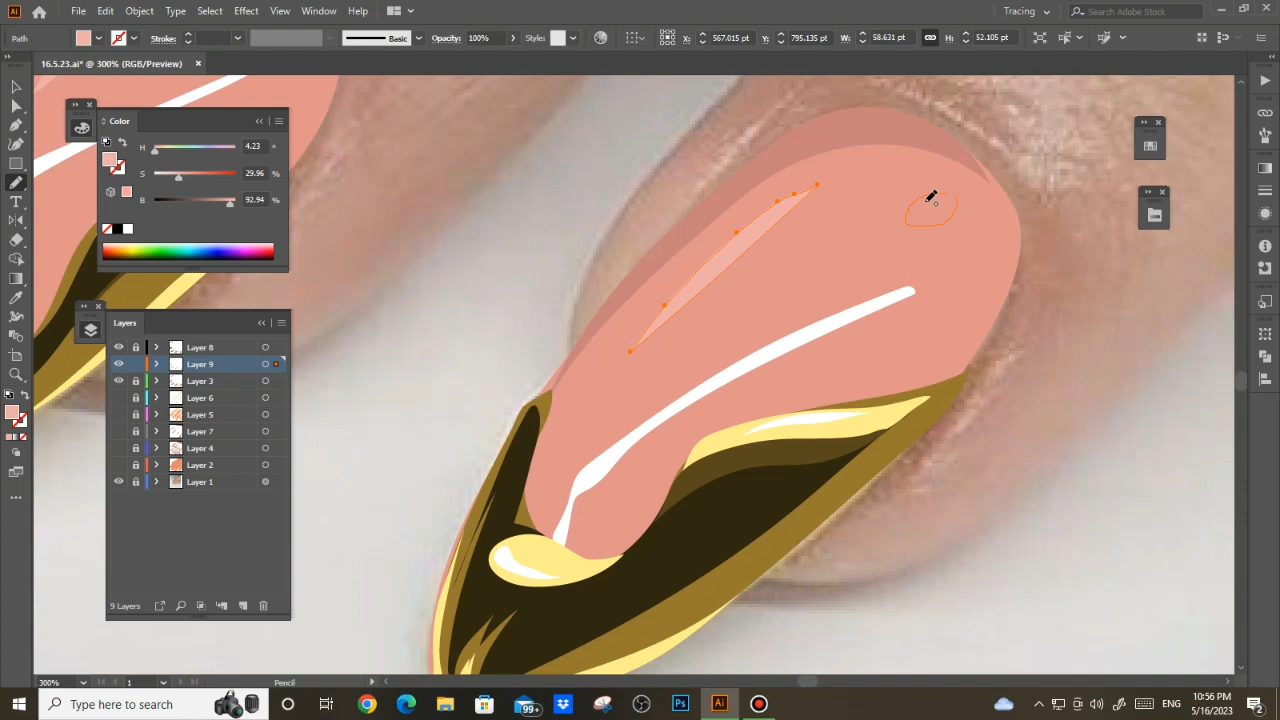 Ai File Edit Object Type Select Effect View Window Help Tracing Search Adobe Stock
Path Stroke: Basic Opacity: 100% Style: X: 567.015 pt Y: 795.135 pt W: 58.631 pt H: 52.105 pt
16.5.23.ai* @ 300% (RGB/Preview)
Color
H 4.23 °
S 29.96 %
B 92.94 %
Layers
Layer 8
Layer 9
Layer 3
Layer 6
Layer 5
Layer 7
Layer 4
Layer 2
Layer 1
9 Layers
300% 1 Pencil
Type here to search 99+ Ps Ai ENG 10:56 PM
5/16/2023 2